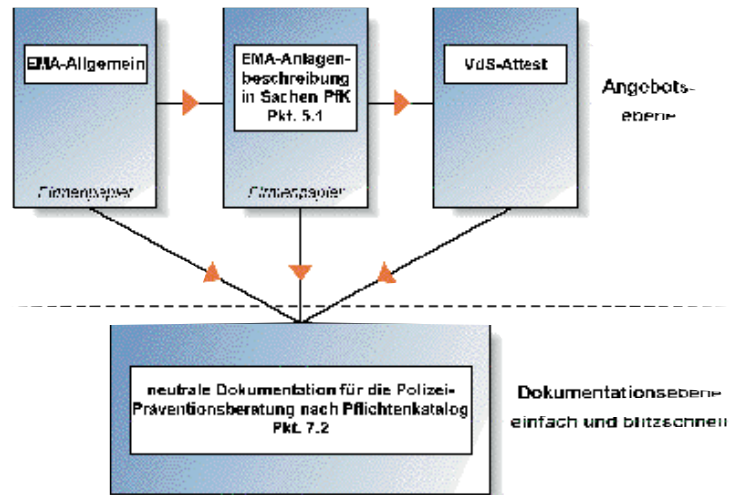 EMA-Allgemein
Firmenpapier
EMA-Anlagen-
beschreibung
in Sachen PfK
Pkt. 5.1
Firmenpapier
VdS-Attest
Angebots-
ebene
neutrale Dokumentation für die Polizei-
Präventionsberatung nach Pflichtenkatalog
Pkt. 7.2
Dokumentationsebene
einfach und blitzschnell